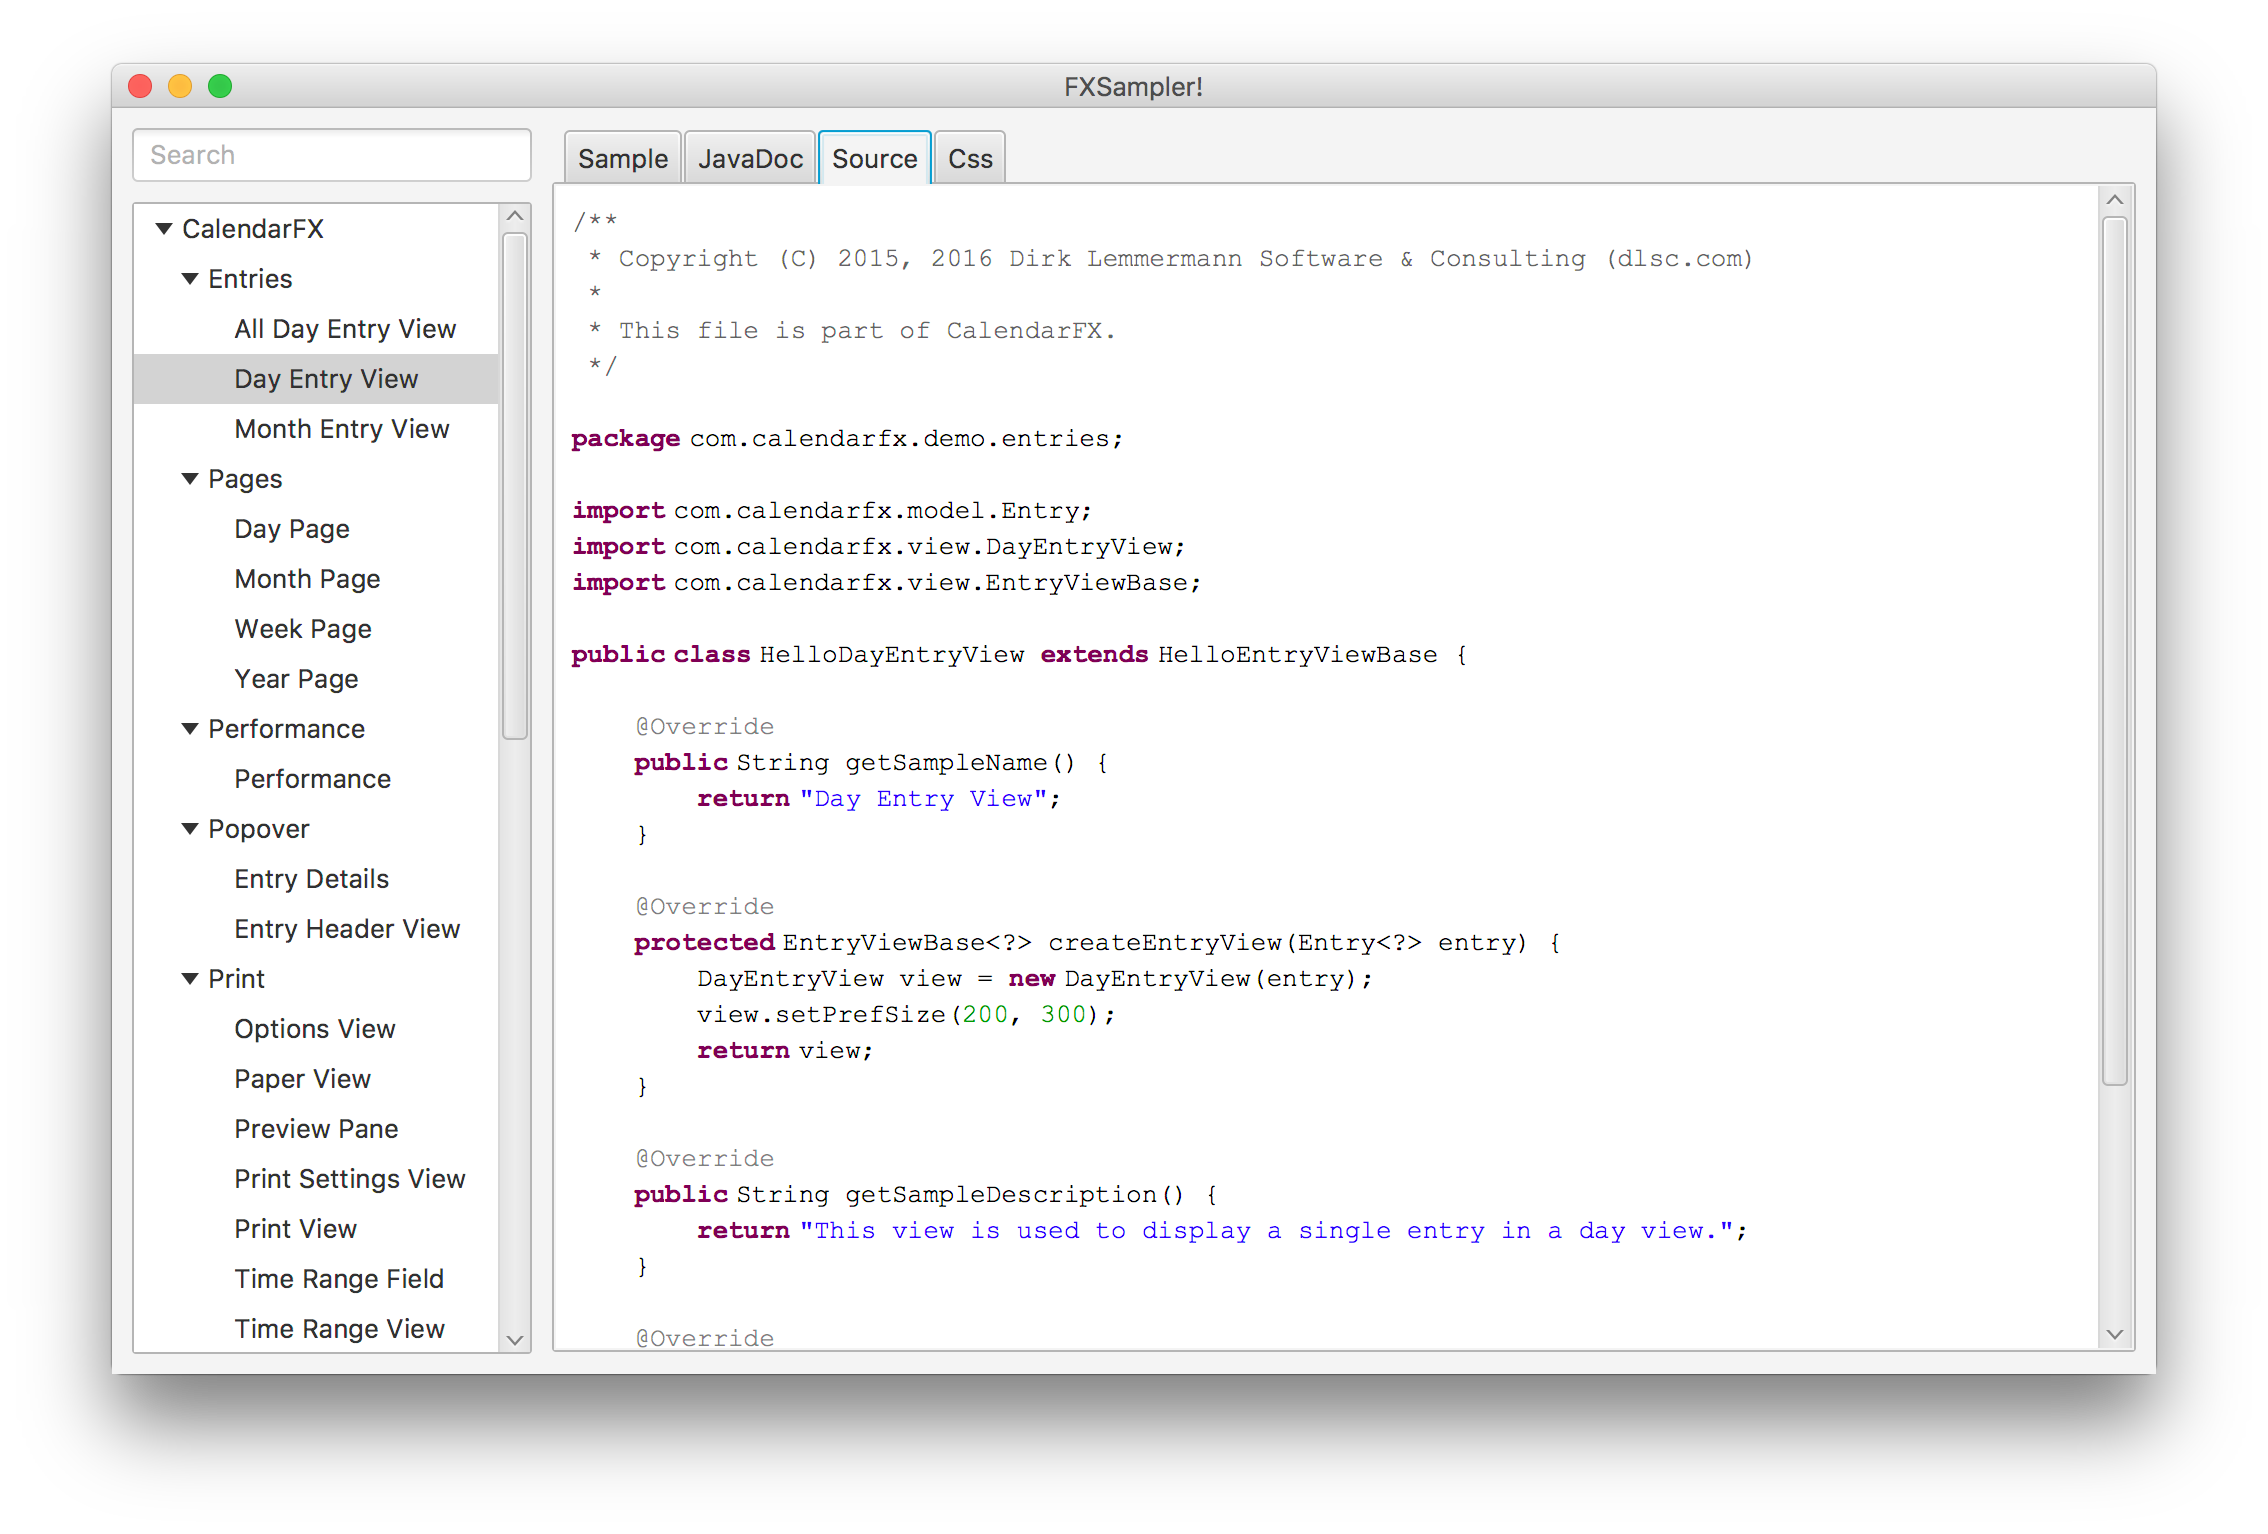 FXSampler!
Search
CalendarFX
Entries
All Day Entry View
Day Entry View
Month Entry View
Pages
Day Page
Month Page
Week Page
Year Page
Performance
Performance
Popover
Entry Details
Entry Header View
Print
Options View
Paper View
Preview Pane
Print Settings View
Print View
Time Range Field
Time Range View
Sample JavaDoc Source Css
/**
 * Copyright (C) 2015, 2016 Dirk Lemmermann Software & Consulting (dlsc.com)
 *
 * This file is part of CalendarFX.
 */
package com.calendarfx.demo.entries;
import com.calendarfx.model.Entry;
import com.calendarfx.view.DayEntryView;
import com.calendarfx.view.EntryViewBase;
public class HelloDayEntryView extends HelloEntryViewBase {
    @Override
    public String getSampleName() {
        return "Day Entry View";
    }
    @Override
    protected EntryViewBase<?> createEntryView(Entry<?> entry) {
        DayEntryView view = new DayEntryView(entry);
        view.setPrefSize(200, 300);
        return view;
    }
    @Override
    public String getSampleDescription() {
        return "This view is used to display a single entry in a day view.";
    }
    @Override